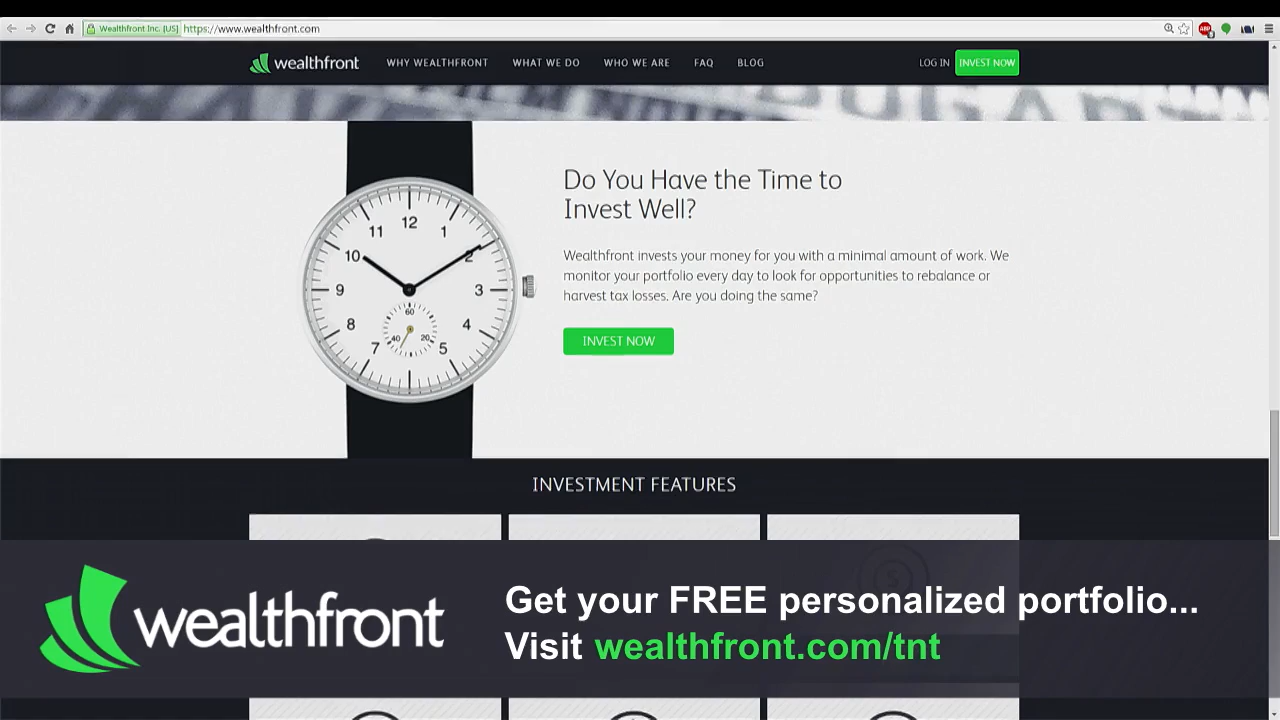 Wealthfront Inc. [US] https://www.wealthfront.com
ABP
wealthfront WHY WEALTHFRONT WHAT WE DO WHO WE ARE FAQ BLOG LOG IN INVEST NOW
12
11 1
10 2
9 3
8 4
7 5
60
40 20
Do You Have the Time to
Invest Well?
Wealthfront invests your money for you with a minimal amount of work. We
monitor your portfolio every day to look for opportunities to rebalance or
harvest tax losses. Are you doing the same?
INVEST NOW
INVESTMENT FEATURES
wealthfront
Get your FREE personalized portfolio...
Visit wealthfront.com/tnt